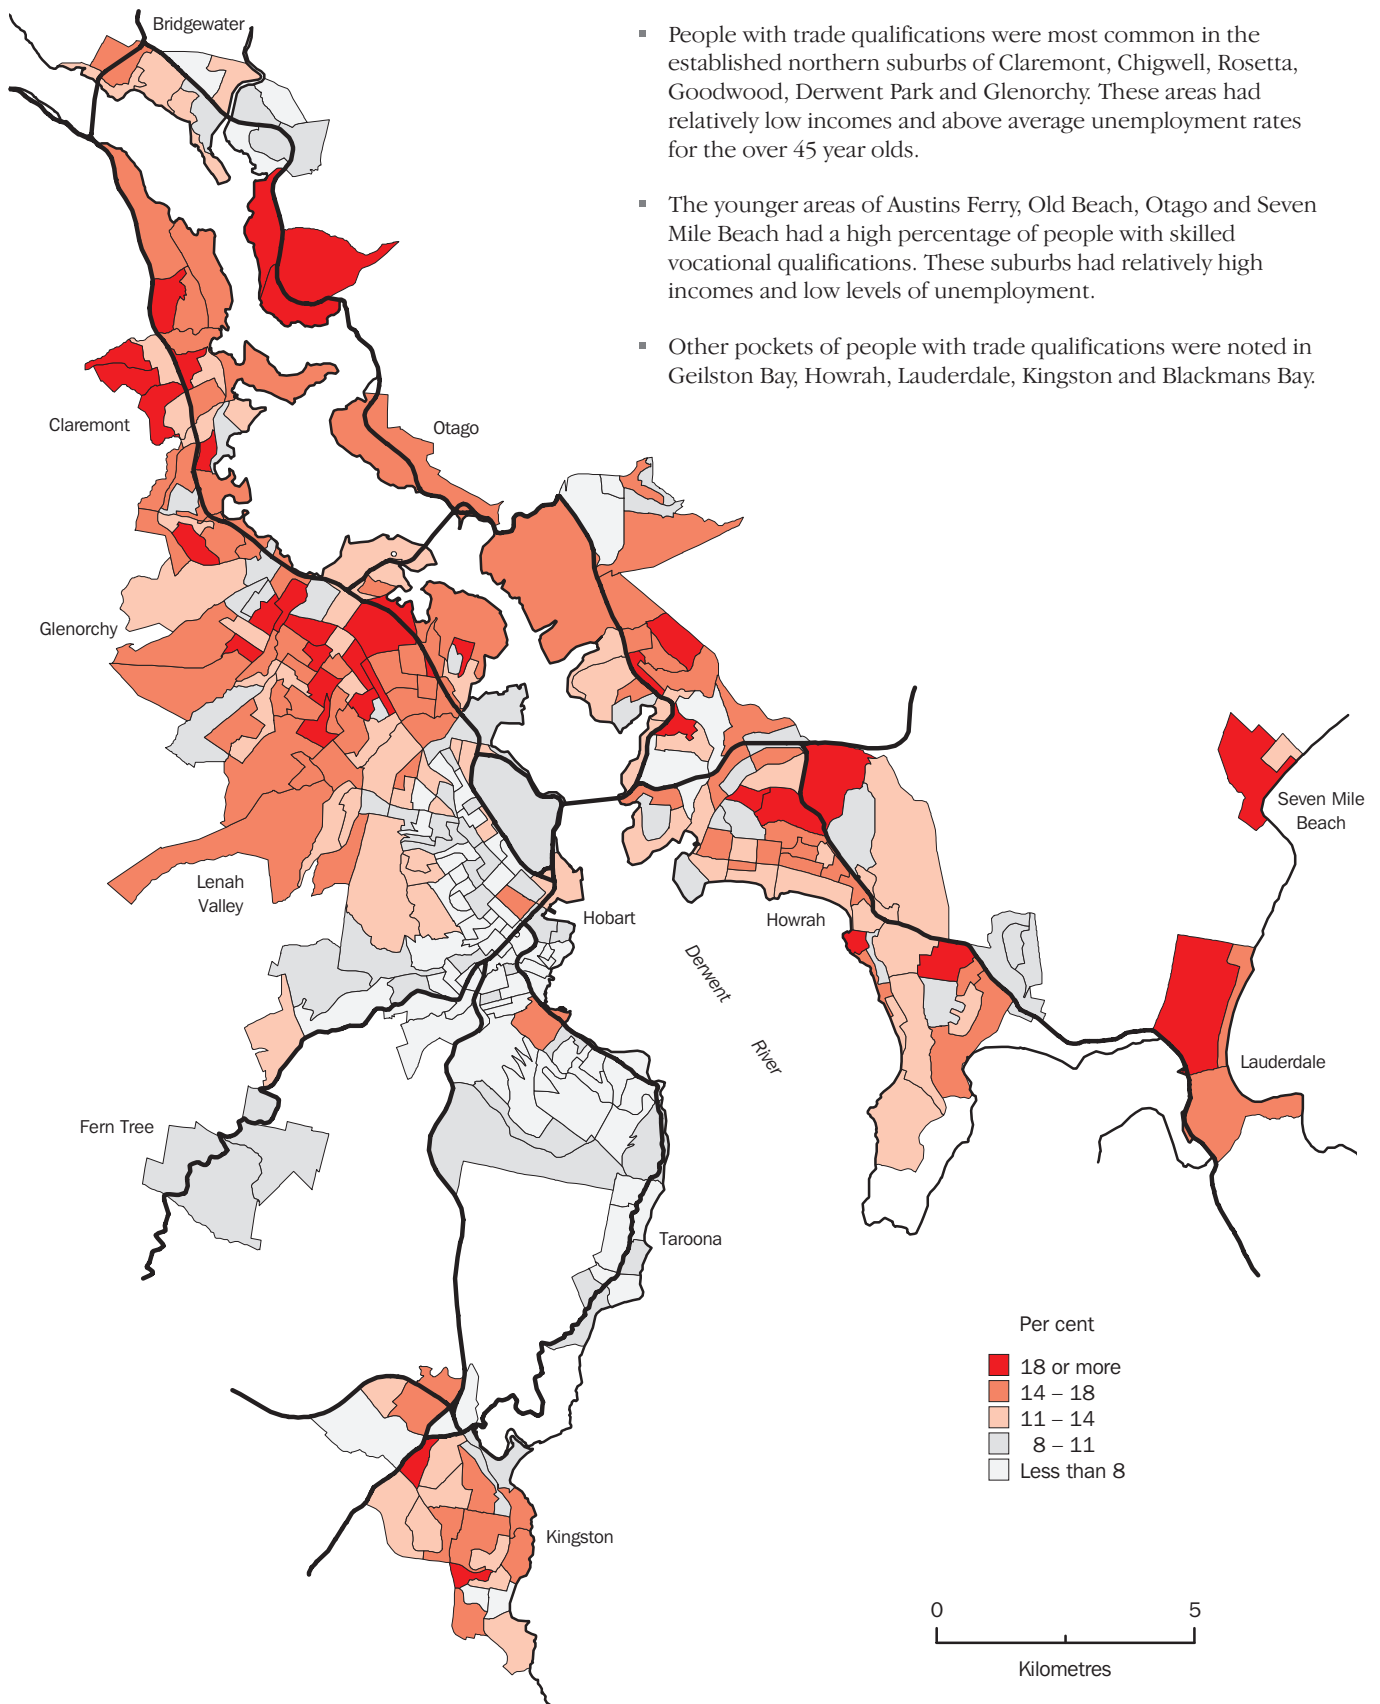 Bridgewater
▪ People with trade qualifications were most common in the
established northern suburbs of Claremont, Chigwell, Rosetta,
Goodwood, Derwent Park and Glenorchy. These areas had
relatively low incomes and above average unemployment rates
for the over 45 year olds.
▪ The younger areas of Austins Ferry, Old Beach, Otago and Seven
Mile Beach had a high percentage of people with skilled
vocational qualifications. These suburbs had relatively high
incomes and low levels of unemployment.
▪ Other pockets of people with trade qualifications were noted in
Geilston Bay, Howrah, Lauderdale, Kingston and Blackmans Bay.
Claremont
Otago
Glenorchy
Seven Mile
Beach
Lenah
Valley
Hobart
Howrah
Derwent
River
Lauderdale
Fern Tree
Taroona
Per cent
18 or more
14 – 18
11 – 14
8 – 11
Less than 8
Kingston
0 5
Kilometres